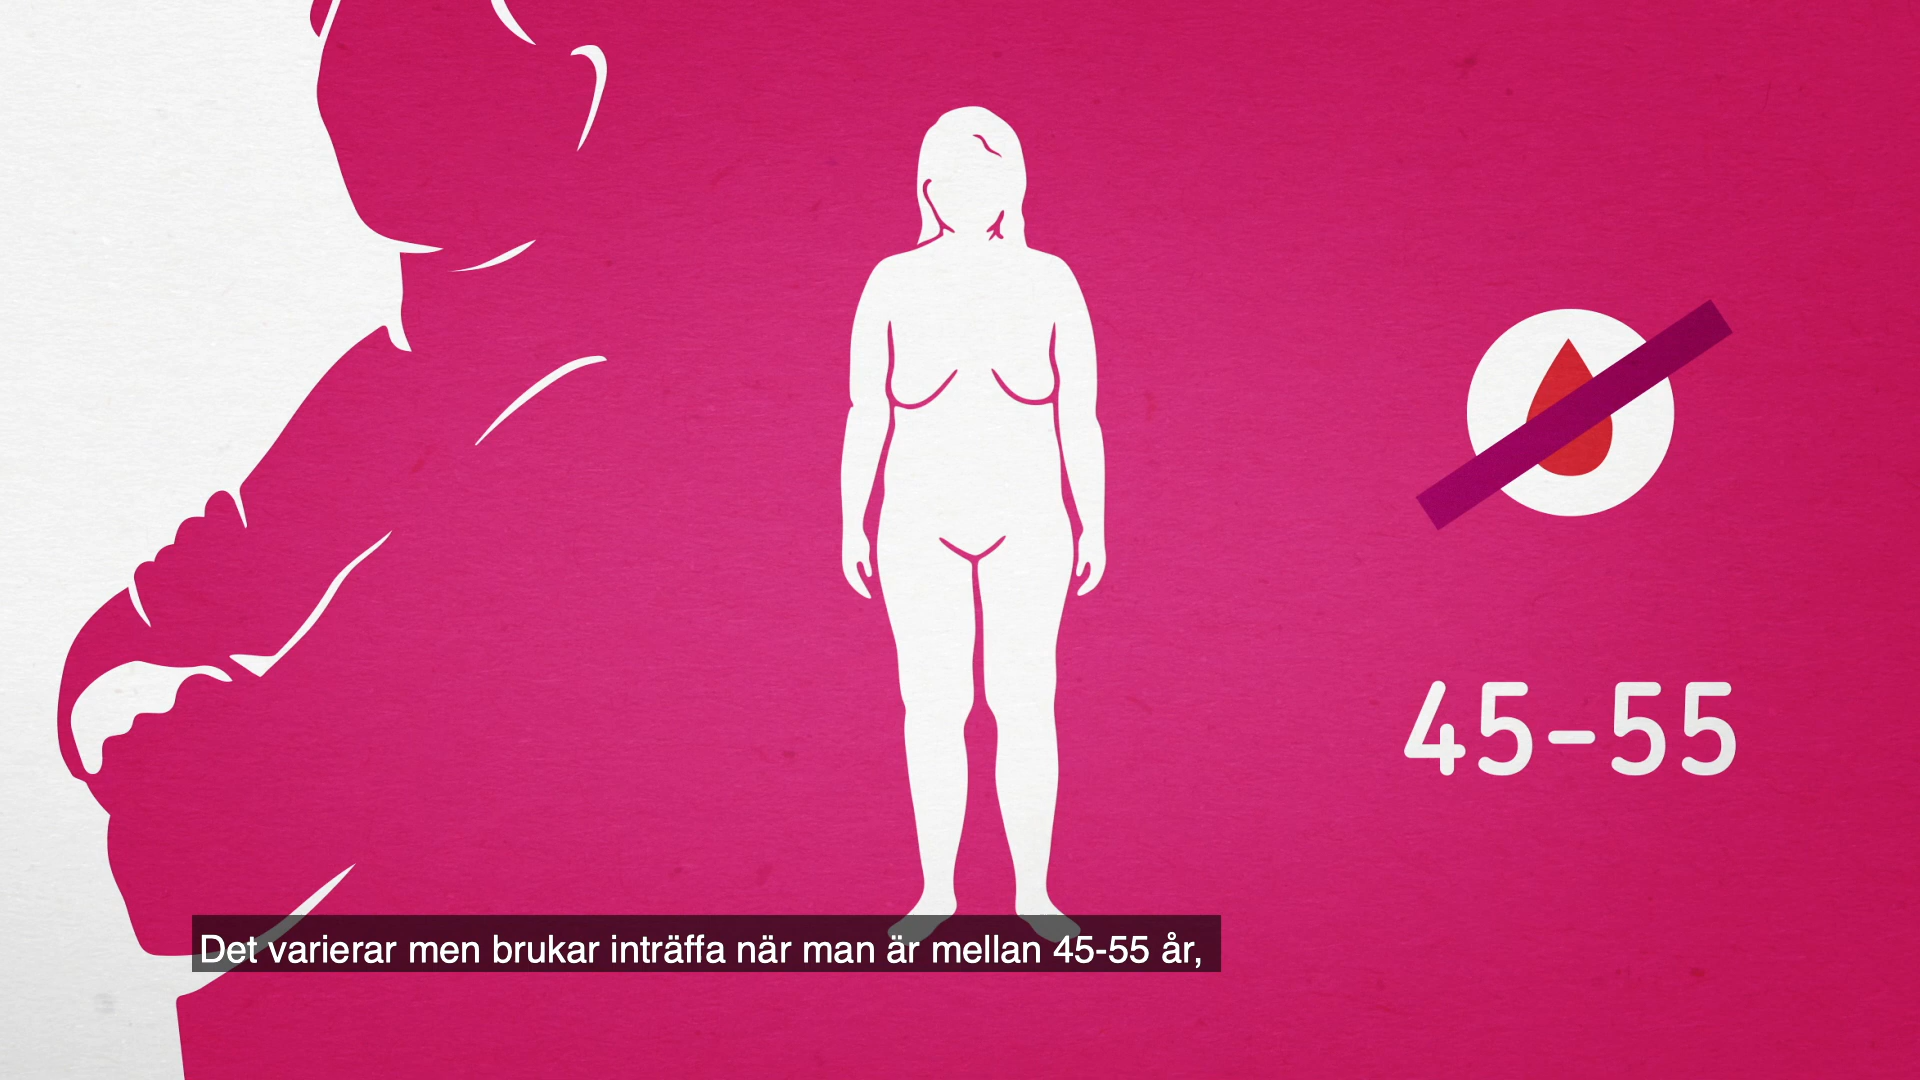 45-55
Det varierar men brukar inträffa när man är mellan 45-55 år,